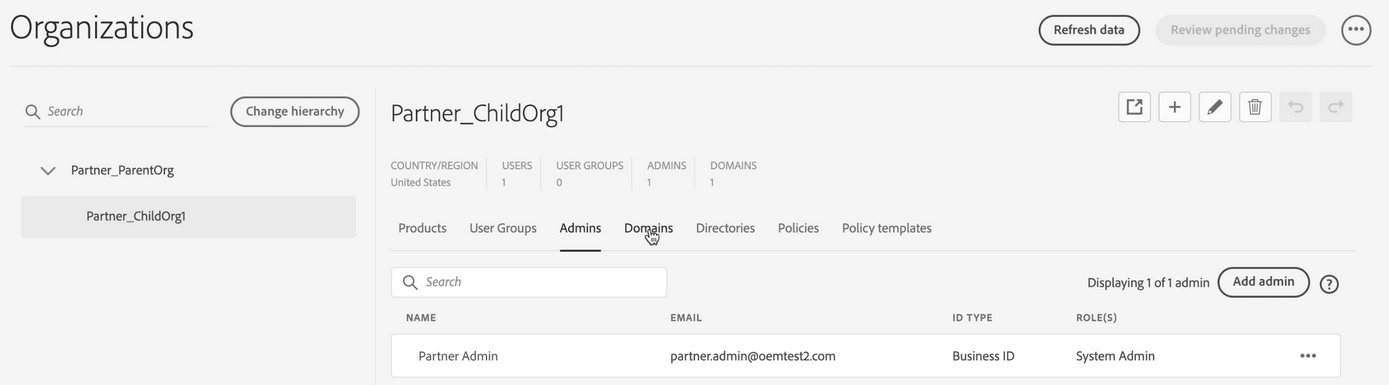 Organizations
Refresh data
Review pending changes
Search
Change hierarchy
Partner_ParentOrg
Partner_ChildOrg1
Partner_ChildOrg1
COUNTRY/REGION USERS USER GROUPS ADMINS DOMAINS
United States 1 0 1 1
Products User Groups Admins Domains Directories Policies Policy templates
Search
Displaying 1 of 1 admin Add admin ?
NAME EMAIL ID TYPE ROLE(S)
Partner Admin partner.admin@oemtest2.com Business ID System Admin